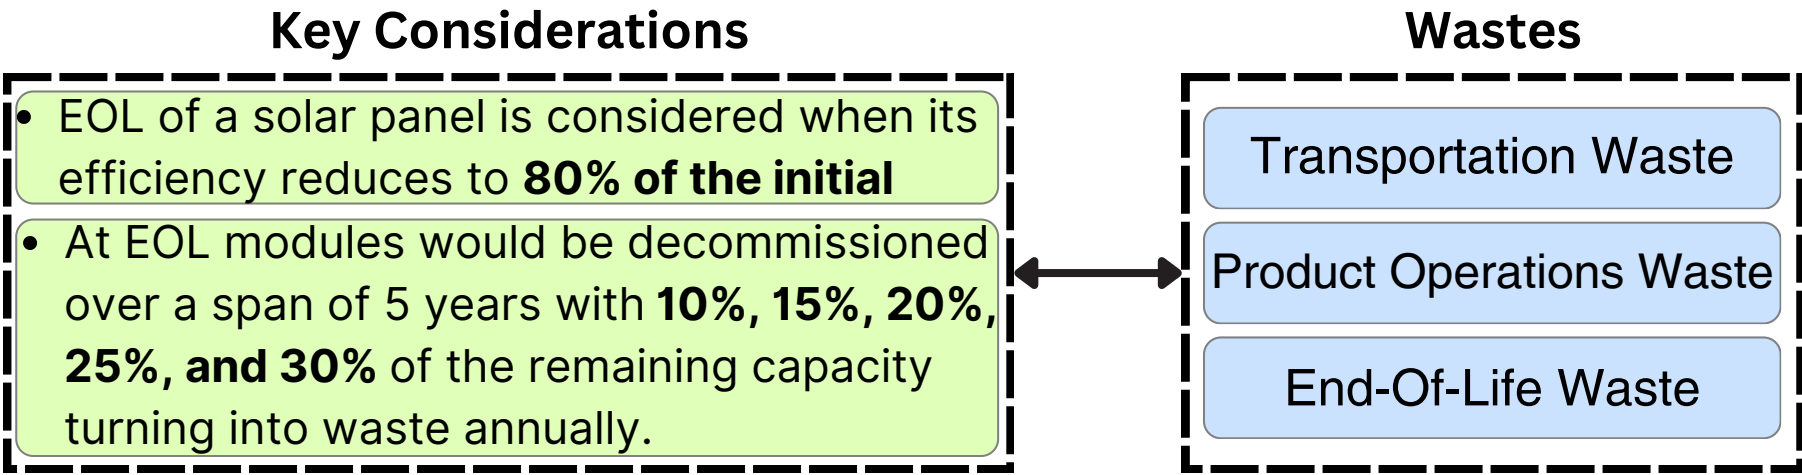 Key Considerations
• EOL of a solar panel is considered when its
efficiency reduces to 80% of the initial
• At EOL modules would be decommissioned
over a span of 5 years with 10%, 15%, 20%,
25%, and 30% of the remaining capacity
turning into waste annually.
Wastes
Transportation Waste
Product Operations Waste
End-Of-Life Waste